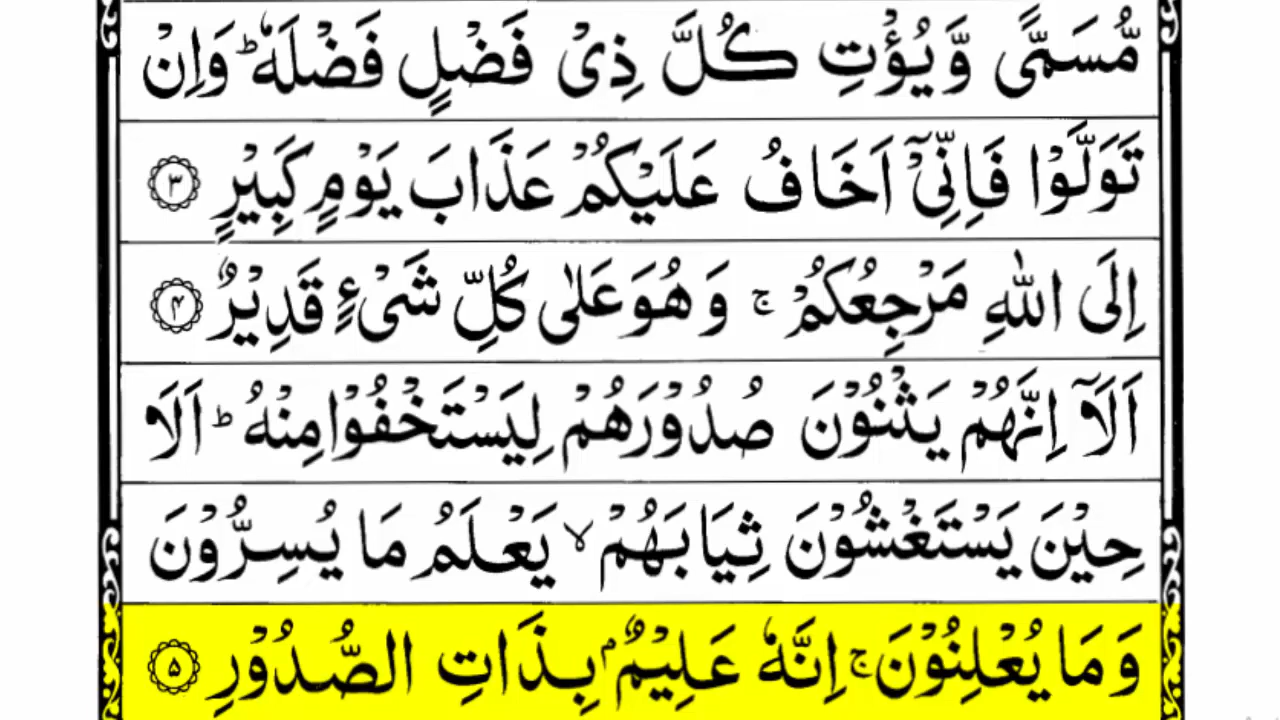 مُّسَمًّى وَّيُؤْتِ كُلَّ ذِیْ فَضْلٍ فَضْلَهٗ ؕ وَاِنْ
تَوَلَّوْا فَاِنِّیْۤ اَخَافُ عَلَیْكُمْ عَذَابَ یَوْمٍ كَبِیْرٍ ۝۳
اِلَی اللّٰهِ مَرْجِعُكُمْ ۚ وَهُوَ عَلٰی كُلِّ شَیْءٍ قَدِیْرٌ ۝۴
اَلَاۤ اِنَّهُمْ یَثْنُوْنَ صُدُوْرَهُمْ لِیَسْتَخْفُوْا مِنْهُ ؕ اَلَا
حِیْنَ یَسْتَغْشُوْنَ ثِیَابَهُمْ ۙ یَعْلَمُ مَا یُسِرُّوْنَ
وَمَا یُعْلِنُوْنَ ۚ اِنَّهٗ عَلِیْمٌۢ بِذَاتِ الصُّدُوْرِ ۝۵